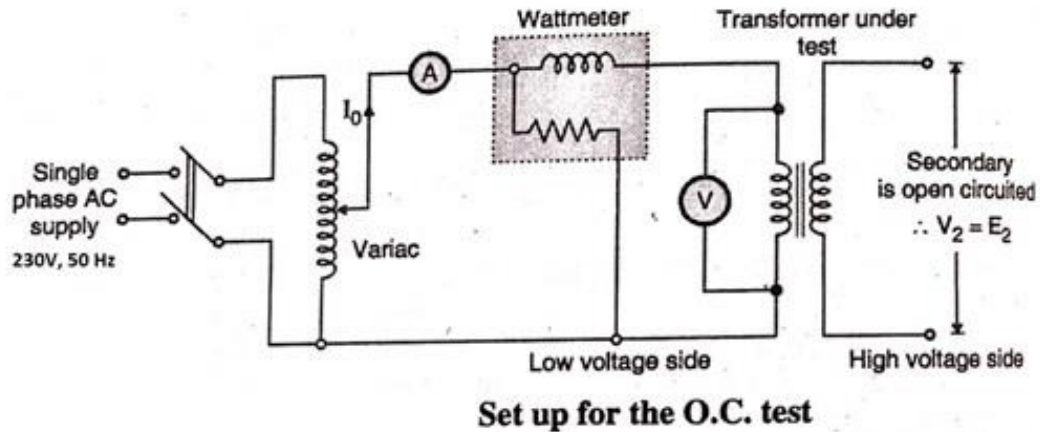 Wattmeter
Transformer under
test
A
I₀
Single
phase AC
supply
230V, 50 Hz
Variac
V
Secondary
is open circuited
∴ V₂ = E₂
Low voltage side
High voltage side
Set up for the O.C. test